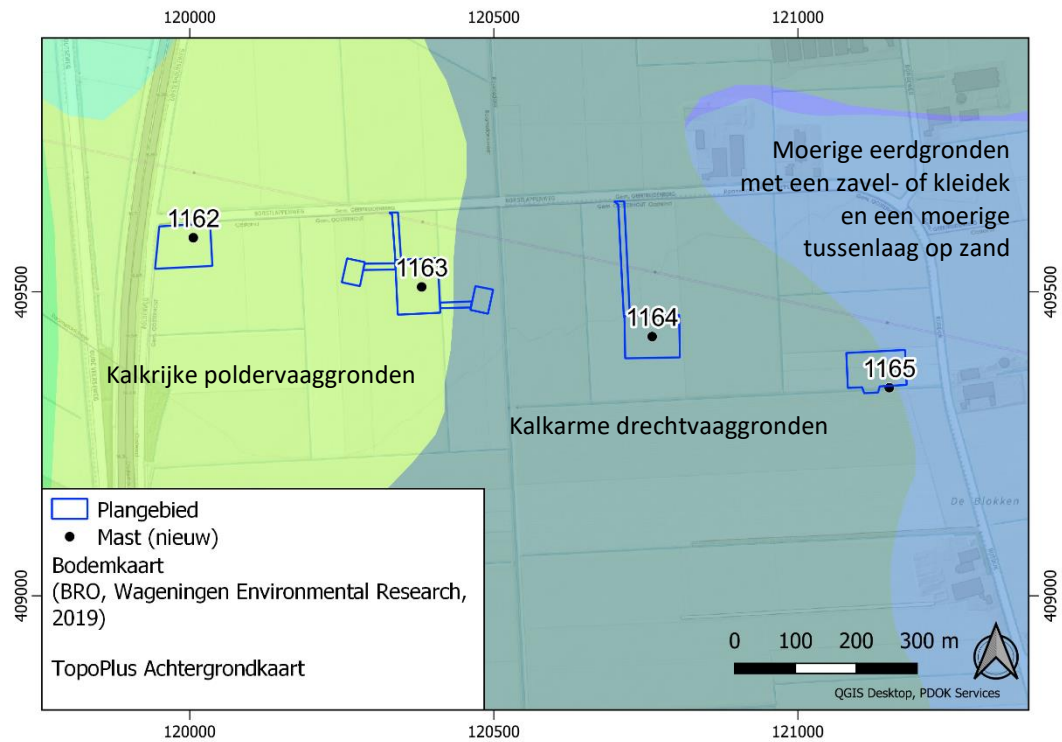 120000
120500
121000
Moerige eerdgronden
met een zavel- of kleidek
en een moerige
tussenlaag op zand
1162
1163
1164
1165
409500
409500
Kalkrijke poldervaaggronden
Kalkarme drechtvaaggronden
De Blokken
Plangebied
Mast (nieuw)
Bodemkaart
(BRO, Wageningen Environmental Research,
2019)
TopoPlus Achtergrondkaart
409000
409000
0 100 200 300 m
QGIS Desktop, PDOK Services
120000
120500
121000